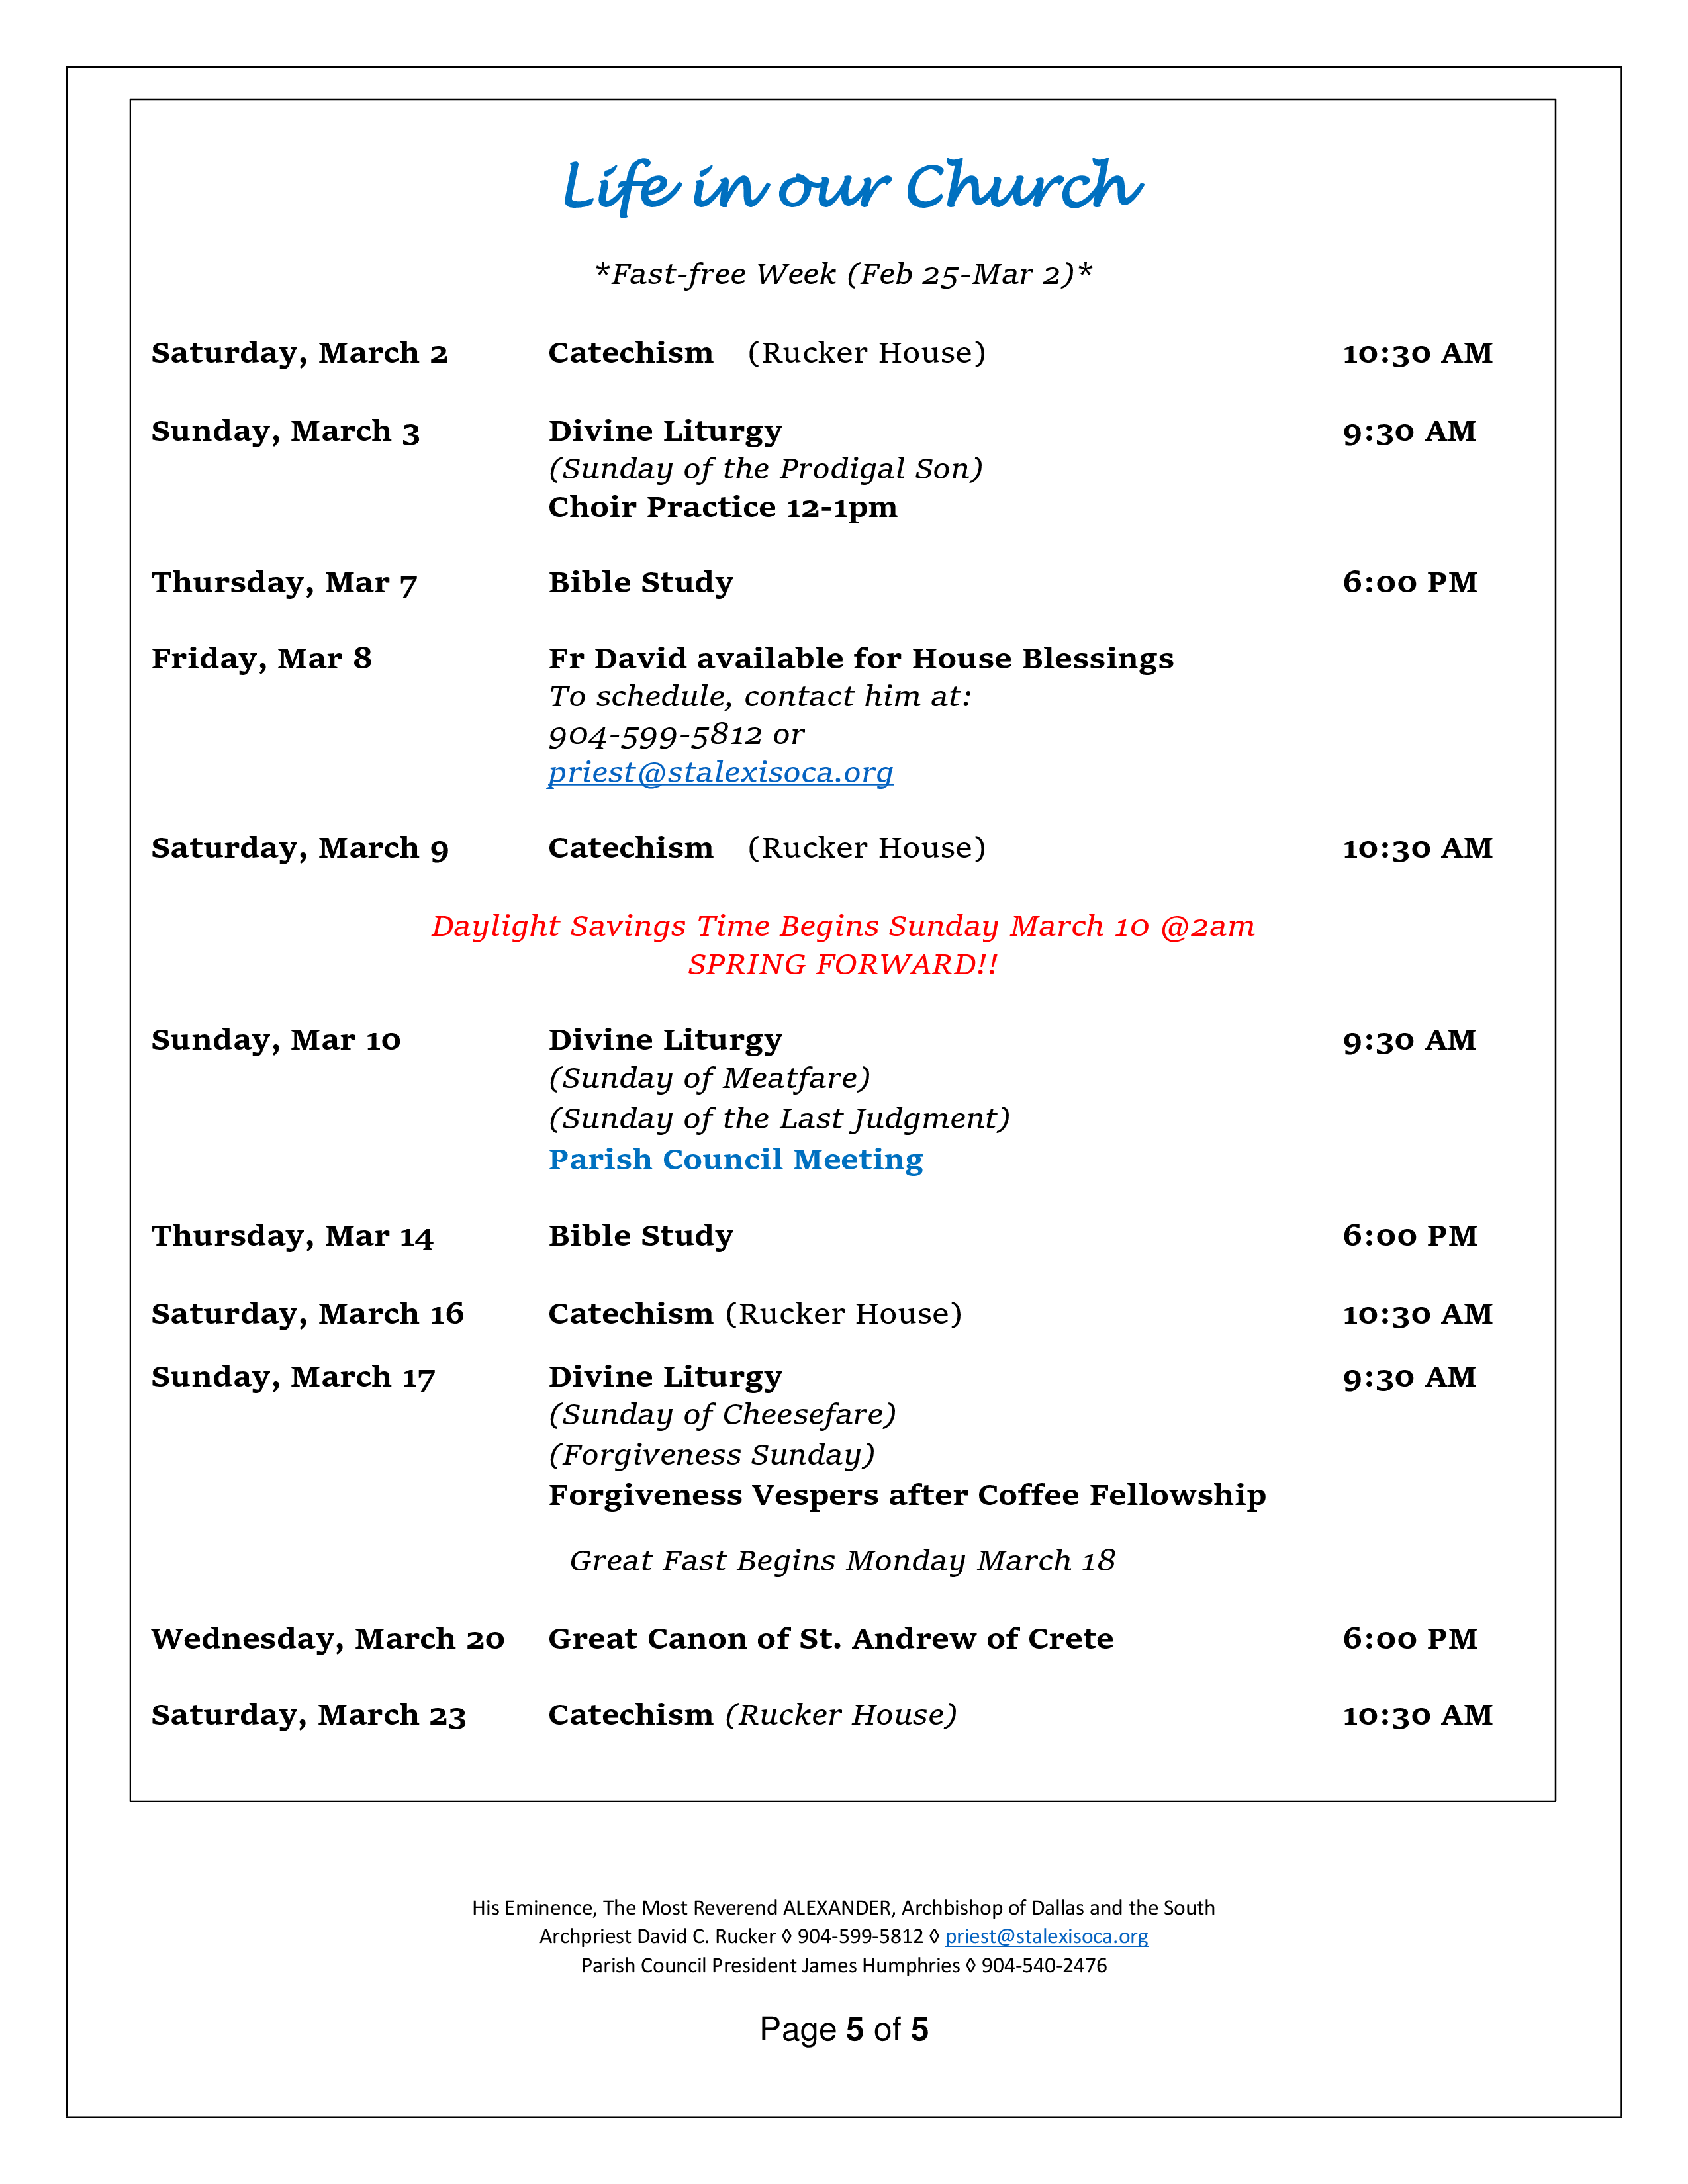 Life in our Church
*Fast-free Week (Feb 25-Mar 2)*
Saturday, March 2 Catechism (Rucker House) 10:30 AM
Sunday, March 3 Divine Liturgy 9:30 AM
(Sunday of the Prodigal Son)
Choir Practice 12-1pm
Thursday, Mar 7 Bible Study 6:00 PM
Friday, Mar 8 Fr David available for House Blessings
To schedule, contact him at:
904-599-5812 or
priest@stalexisoca.org
Saturday, March 9 Catechism (Rucker House) 10:30 AM
Daylight Savings Time Begins Sunday March 10 @2am
SPRING FORWARD!!
Sunday, Mar 10 Divine Liturgy 9:30 AM
(Sunday of Meatfare)
(Sunday of the Last Judgment)
Parish Council Meeting
Thursday, Mar 14 Bible Study 6:00 PM
Saturday, March 16 Catechism (Rucker House) 10:30 AM
Sunday, March 17 Divine Liturgy 9:30 AM
(Sunday of Cheesefare)
(Forgiveness Sunday)
Forgiveness Vespers after Coffee Fellowship
Great Fast Begins Monday March 18
Wednesday, March 20 Great Canon of St. Andrew of Crete 6:00 PM
Saturday, March 23 Catechism (Rucker House) 10:30 AM
His Eminence, The Most Reverend ALEXANDER, Archbishop of Dallas and the South
Archpriest David C. Rucker ◊ 904-599-5812 ◊ priest@stalexisoca.org
Parish Council President James Humphries ◊ 904-540-2476
Page 5 of 5